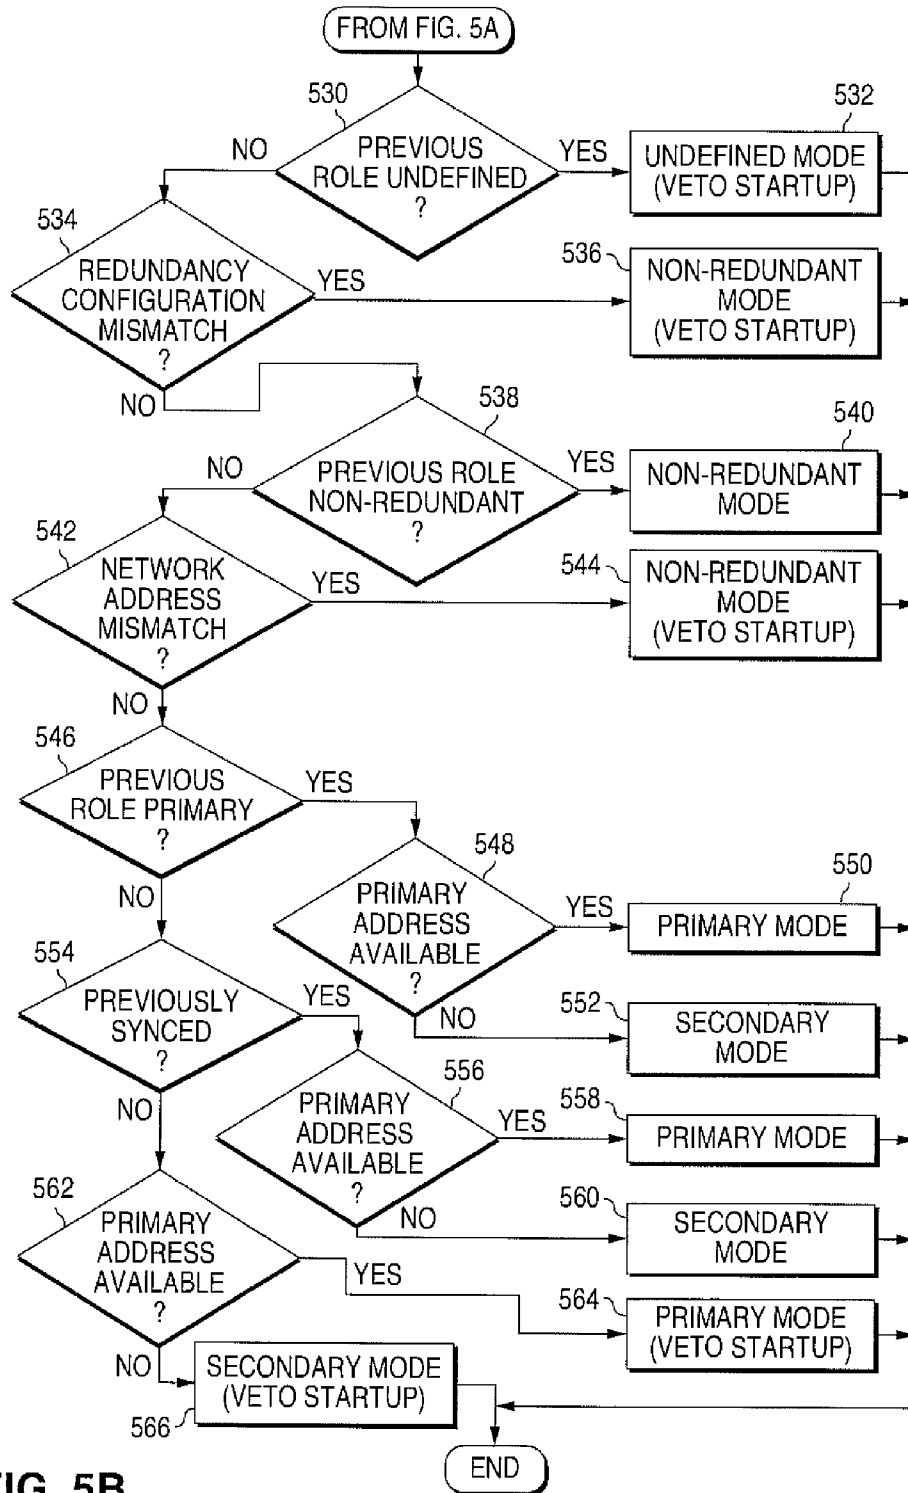 FROM FIG. 5A
530
PREVIOUS
ROLE UNDEFINED
?
NO
YES
532
UNDEFINED MODE
(VETO STARTUP)
534
REDUNDANCY
CONFIGURATION
MISMATCH
?
YES
NO
536
NON-REDUNDANT
MODE
(VETO STARTUP)
538
PREVIOUS ROLE
NON-REDUNDANT
?
NO
YES
540
NON-REDUNDANT
MODE
542
NETWORK
ADDRESS
MISMATCH
?
YES
NO
544
NON-REDUNDANT
MODE
(VETO STARTUP)
546
PREVIOUS
ROLE PRIMARY
?
YES
NO
548
PRIMARY
ADDRESS
AVAILABLE
?
YES
NO
550
PRIMARY MODE
552
SECONDARY
MODE
554
PREVIOUSLY
SYNCED
?
YES
NO
556
PRIMARY
ADDRESS
AVAILABLE
?
YES
NO
558
PRIMARY MODE
560
SECONDARY
MODE
562
PRIMARY
ADDRESS
AVAILABLE
?
YES
NO
564
PRIMARY MODE
(VETO STARTUP)
SECONDARY MODE
(VETO STARTUP)
566
END
FIG. 5B